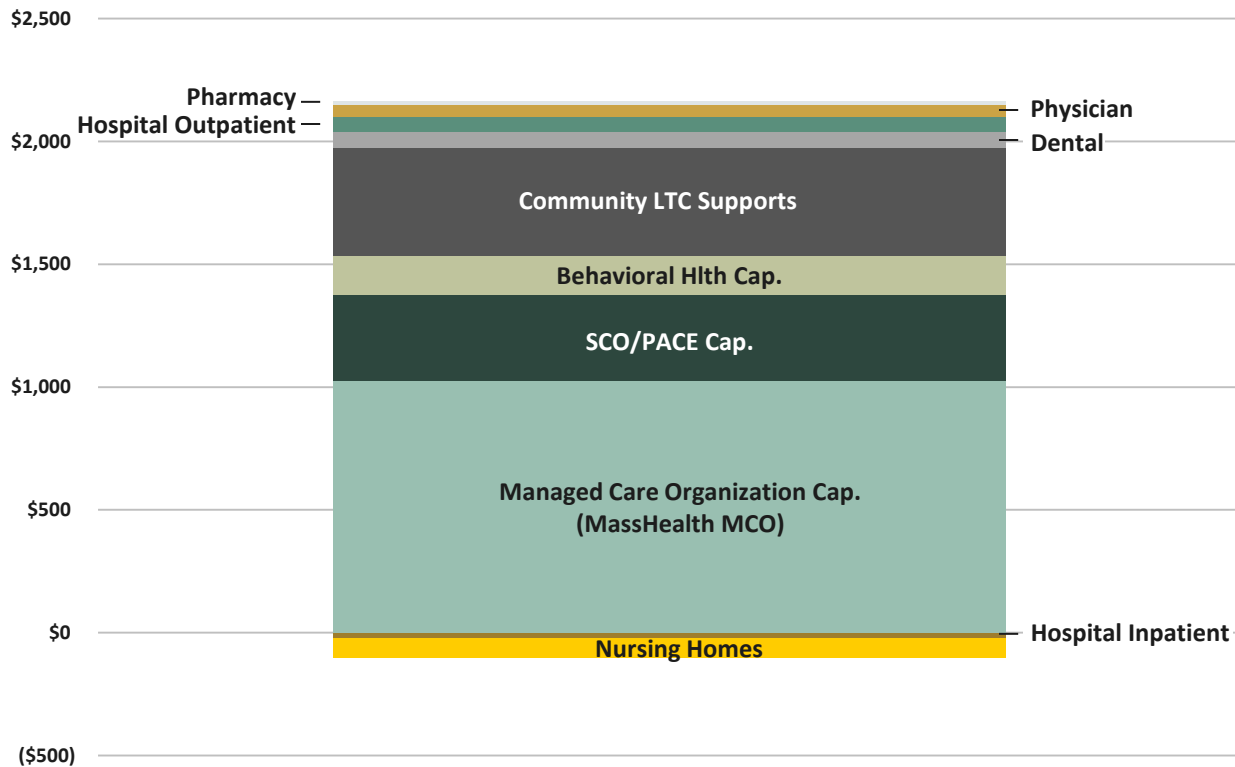 $2,500
Pharmacy
Physician
Hospital Outpatient
$2,000
Dental
Community LTC Supports
$1,500
Behavioral Hlth Cap.
SCO/PACE Cap.
$1,000
Managed Care Organization Cap.
$500
(MassHealth MCO)
$0
Hospital Inpatient
Nursing Homes
($500)